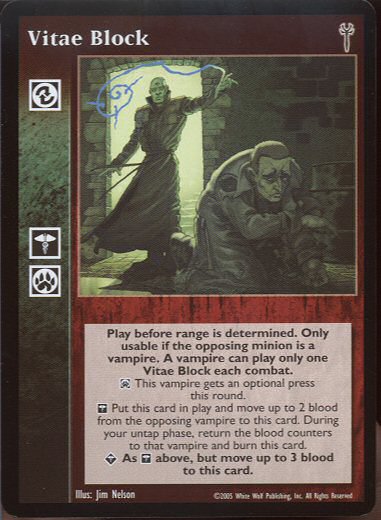 Vitae Block
Play before range is determined. Only
usable if the opposing minion is a
vampire. A vampire can play only one
Vitae Block each combat.
This vampire gets an optional press
this round.
Put this card in play and move up to 2 blood
from the opposing vampire to this card. During
your untap phase, return the blood counters
to that vampire and burn this card.
As above, but move up to 3 blood
to this card.
Illus: Jim Nelson ©2005 White Wolf Publishing, Inc. All Rights Reserved